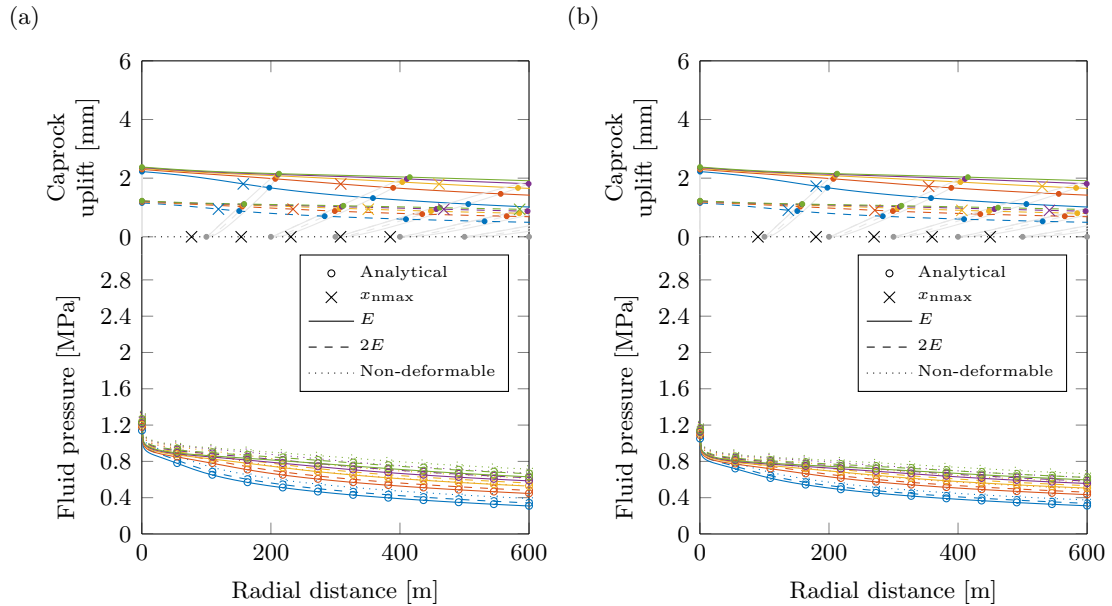 (a)
6
4
2
0
Caprock
uplift [mm]
2.8
2.4
2
1.6
1.2
0.8
0.4
0
Fluid pressure [MPa]
Analytical
x_nmax
E
2E
Non-deformable
0 200 400 600
Radial distance [m]
(b)
6
4
2
0
Caprock
uplift [mm]
2.8
2.4
2
1.6
1.2
0.8
0.4
0
Fluid pressure [MPa]
Analytical
x_nmax
E
2E
Non-deformable
0 200 400 600
Radial distance [m]